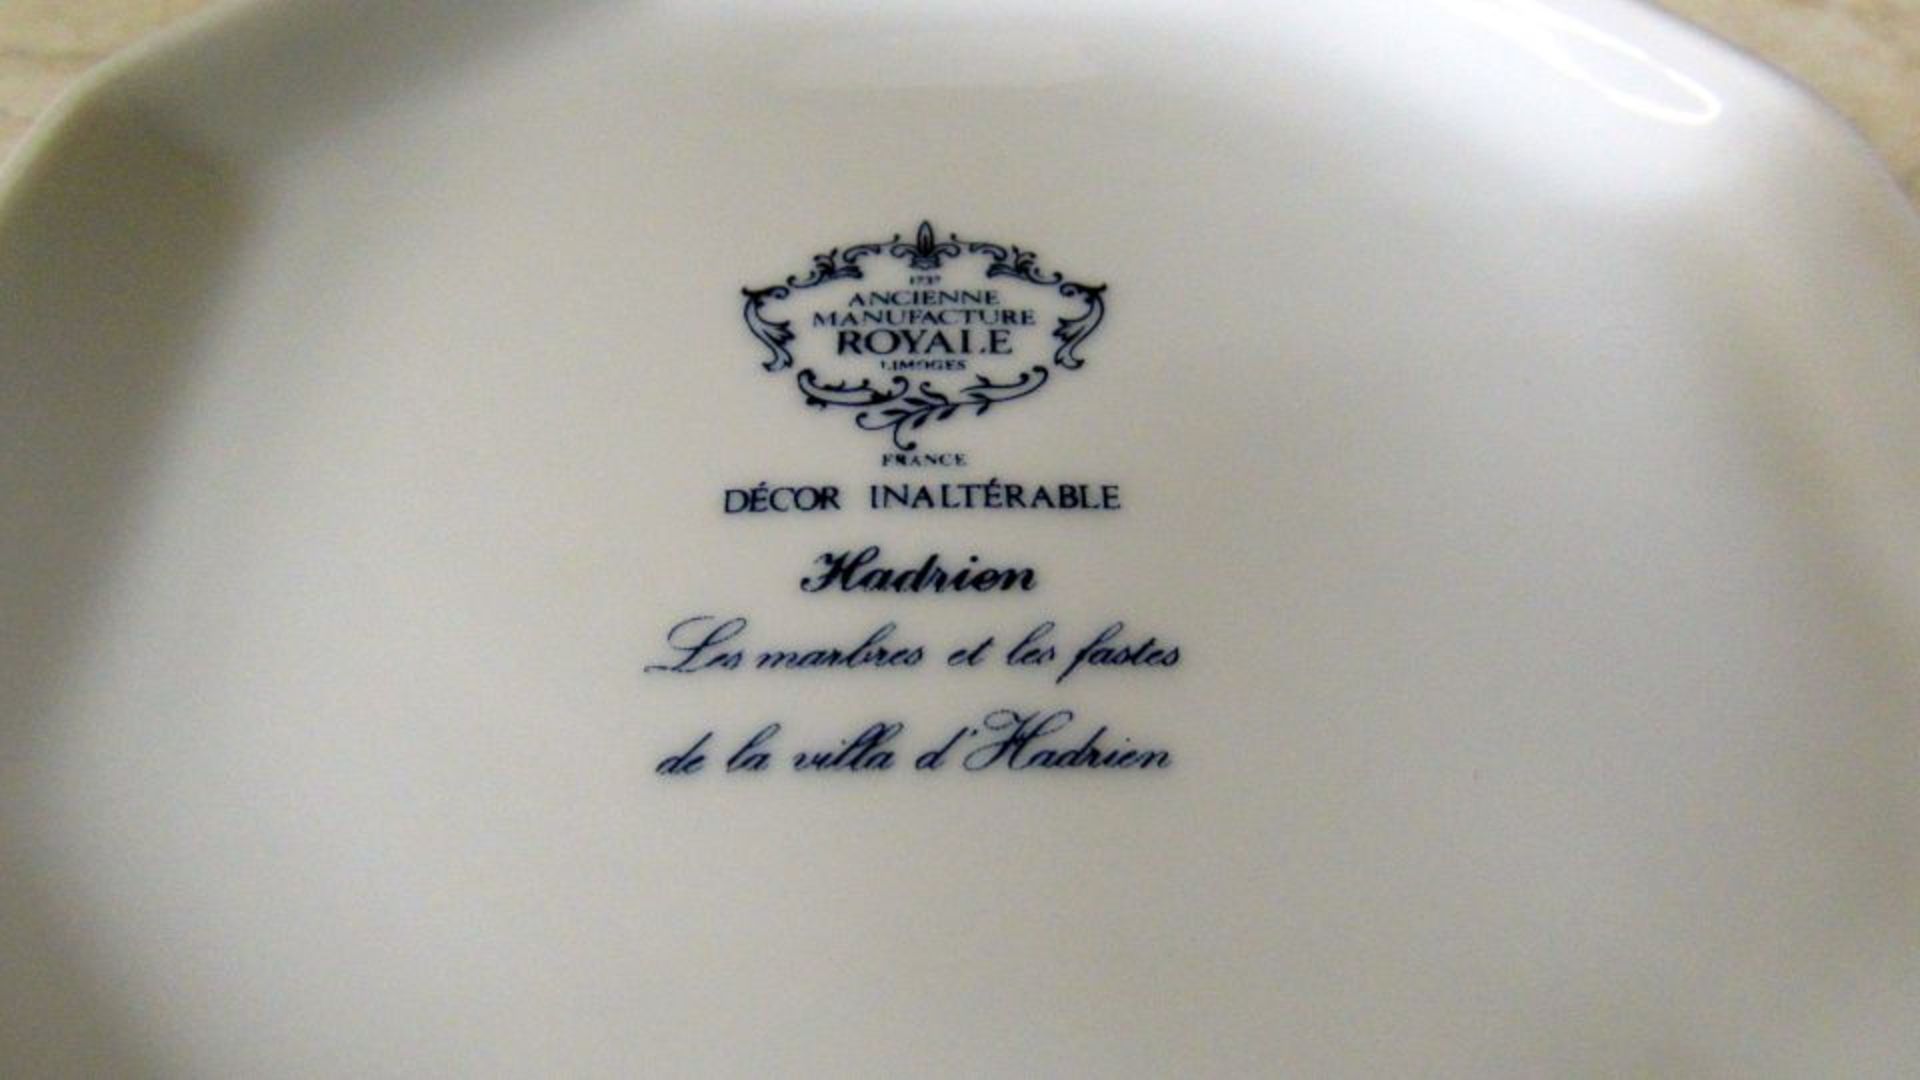 1737
ANCIENNE
MANUFACTURE
ROYALE
LIMOGES
FRANCE
DÉCOR INALTÉRABLE
Hadrien
Les marbres et les fastes
de la villa d'Hadrien